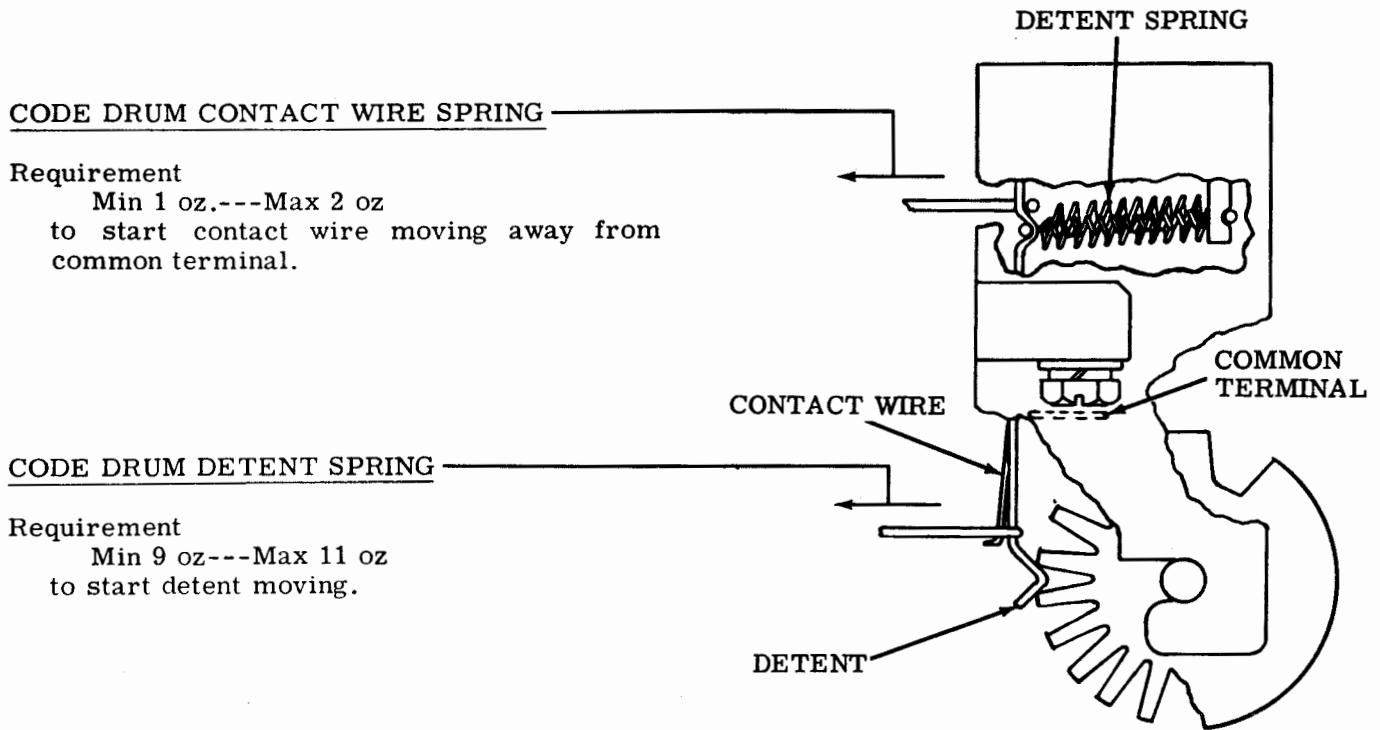 DETENT SPRING
CODE DRUM CONTACT WIRE SPRING
Requirement
Min 1 oz.---Max 2 oz
to start contact wire moving away from
common terminal.
COMMON
TERMINAL
CONTACT WIRE
CODE DRUM DETENT SPRING
Requirement
Min 9 oz---Max 11 oz
to start detent moving.
DETENT